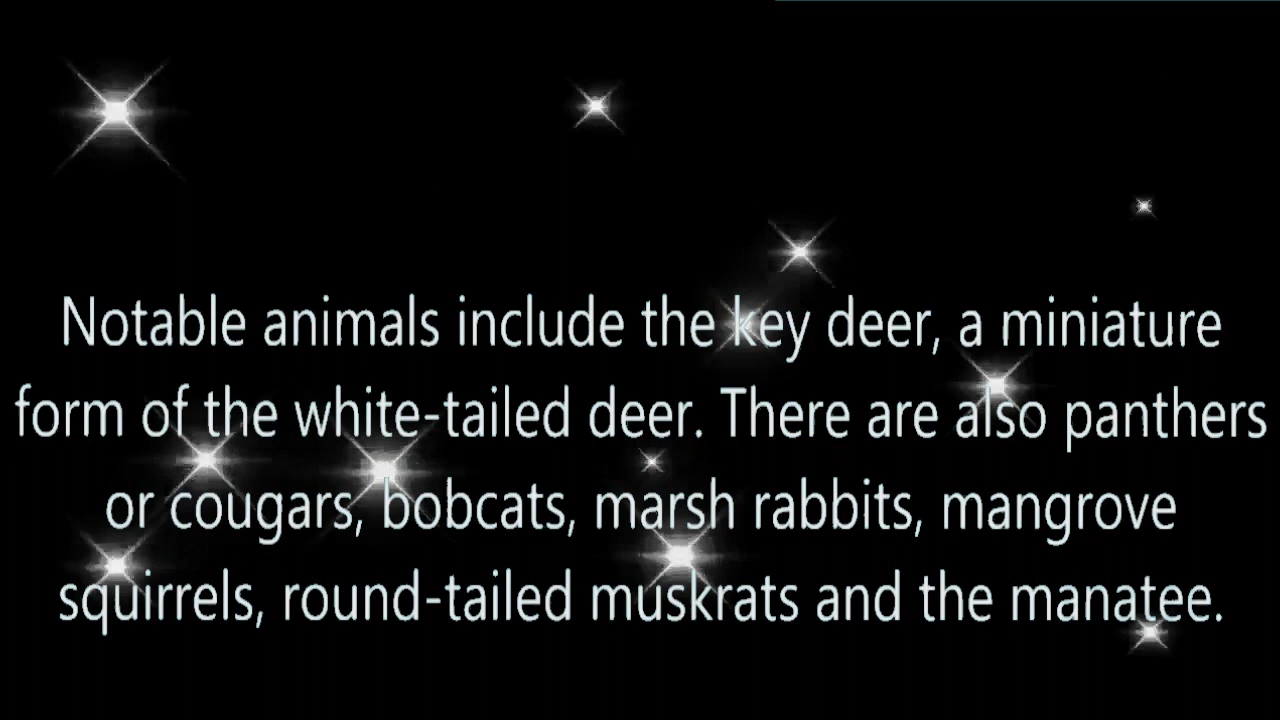 Notable animals include the key deer, a miniature
form of the white-tailed deer. There are also panthers
or cougars, bobcats, marsh rabbits, mangrove
squirrels, round-tailed muskrats and the manatee.